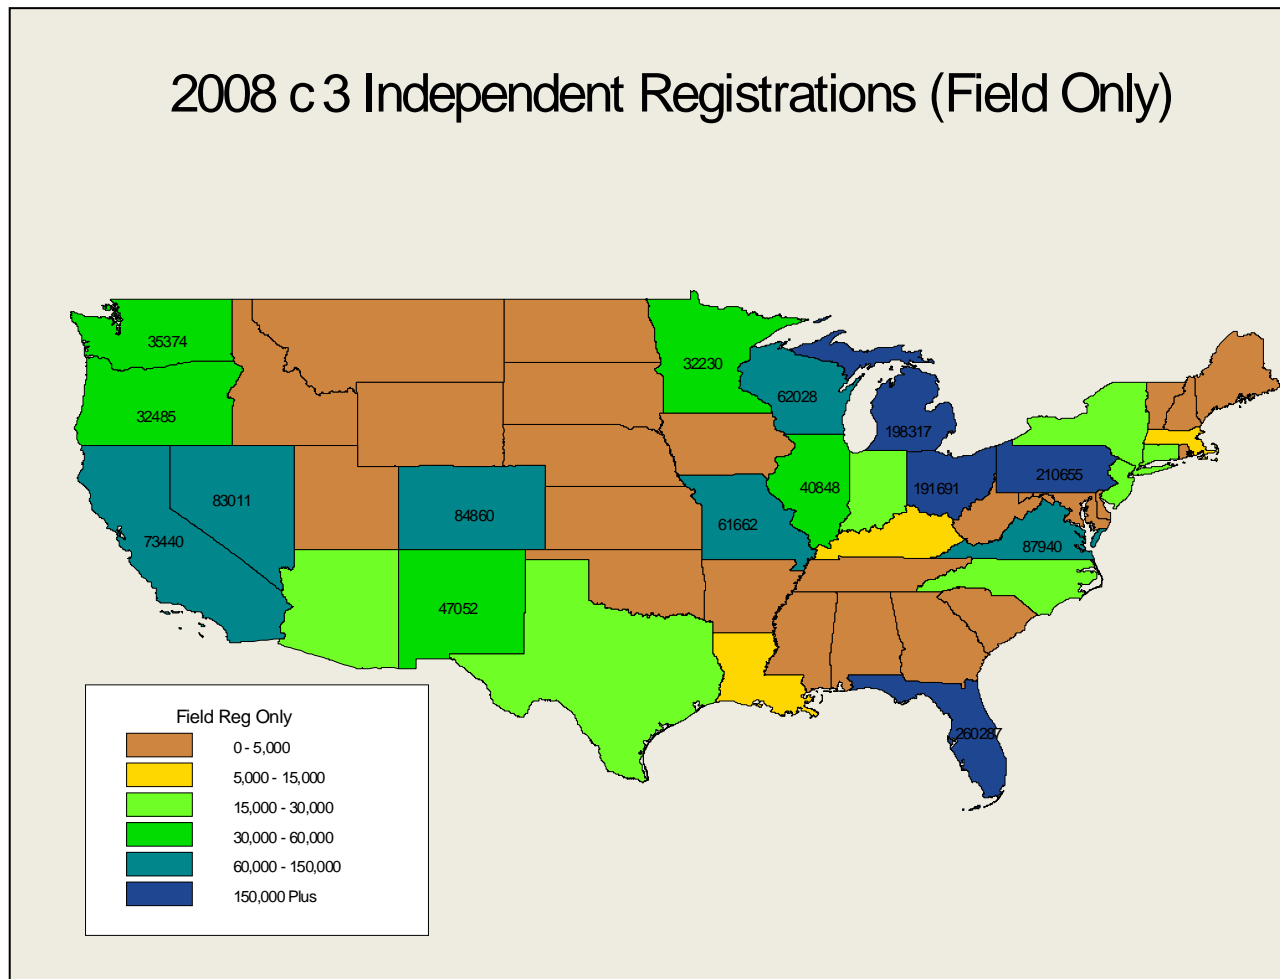 2008 c3 Independent Registrations (Field Only)
35374
32230
62028
32485
198317
210655
83011
40848
191691
84860
61662
73440
87940
47052
260287
Field Reg Only
0 - 5,000
5,000 - 15,000
15,000 - 30,000
30,000 - 60,000
60,000 - 150,000
150,000 Plus